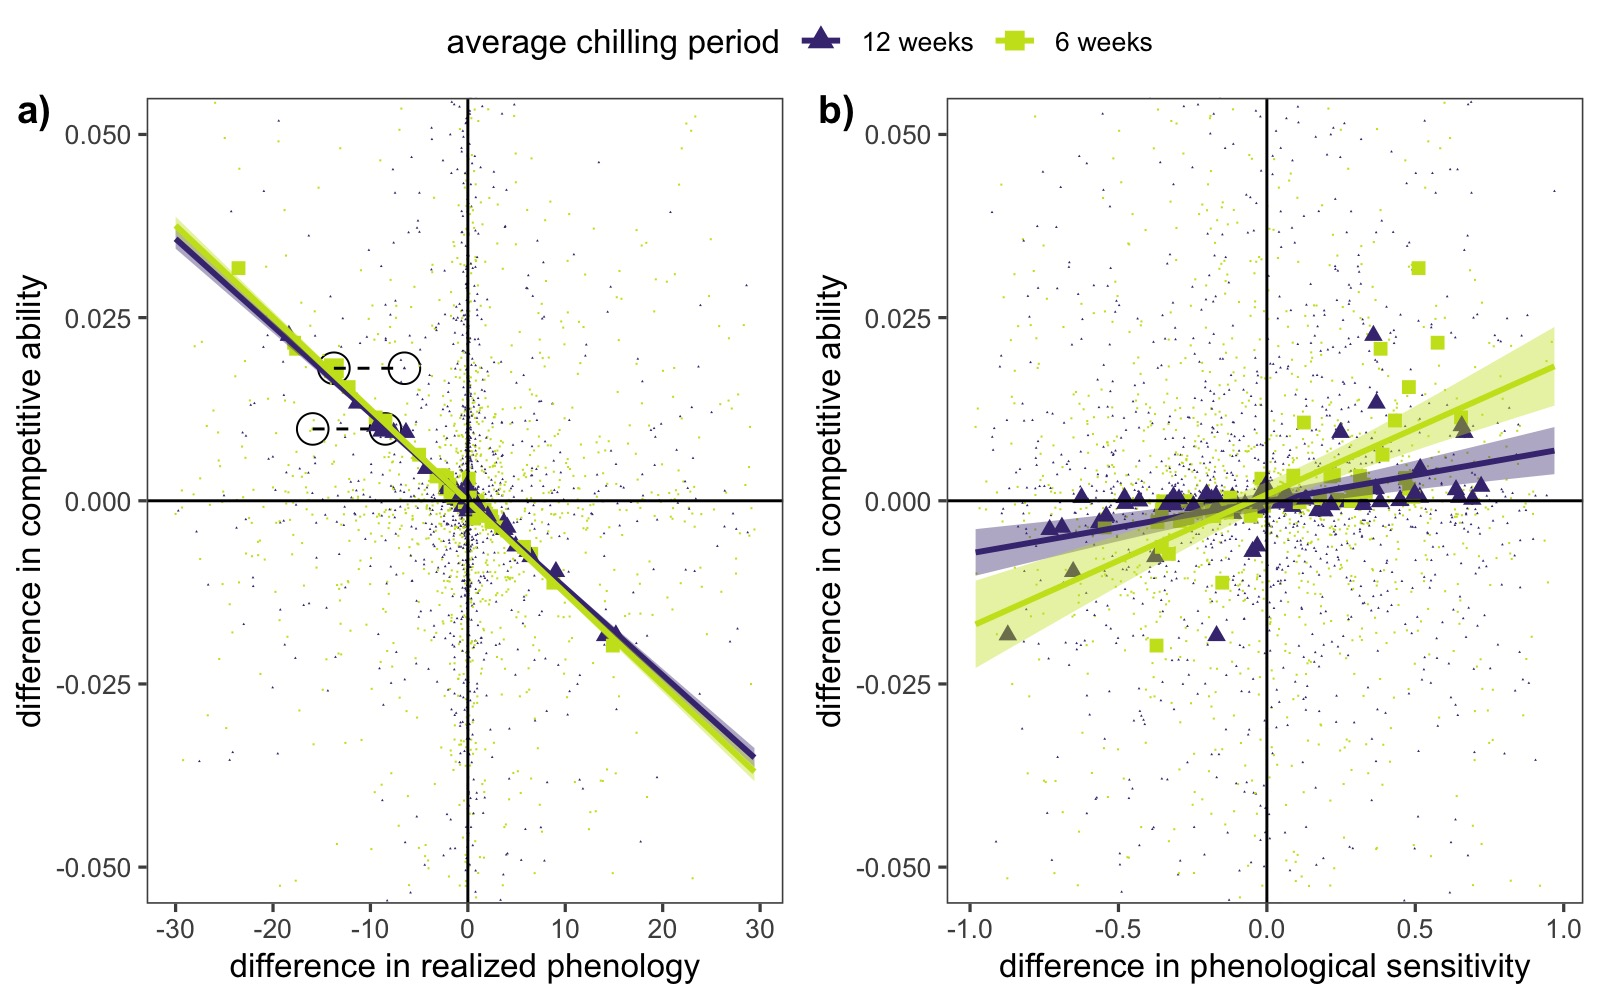 average chilling period 12 weeks 6 weeks
a)
difference in competitive ability
0.050
0.025
0.000
-0.025
-0.050
-30 -20 -10 0 10 20 30
difference in realized phenology
b)
difference in competitive ability
0.050
0.025
0.000
-0.025
-0.050
-1.0 -0.5 0.0 0.5 1.0
difference in phenological sensitivity